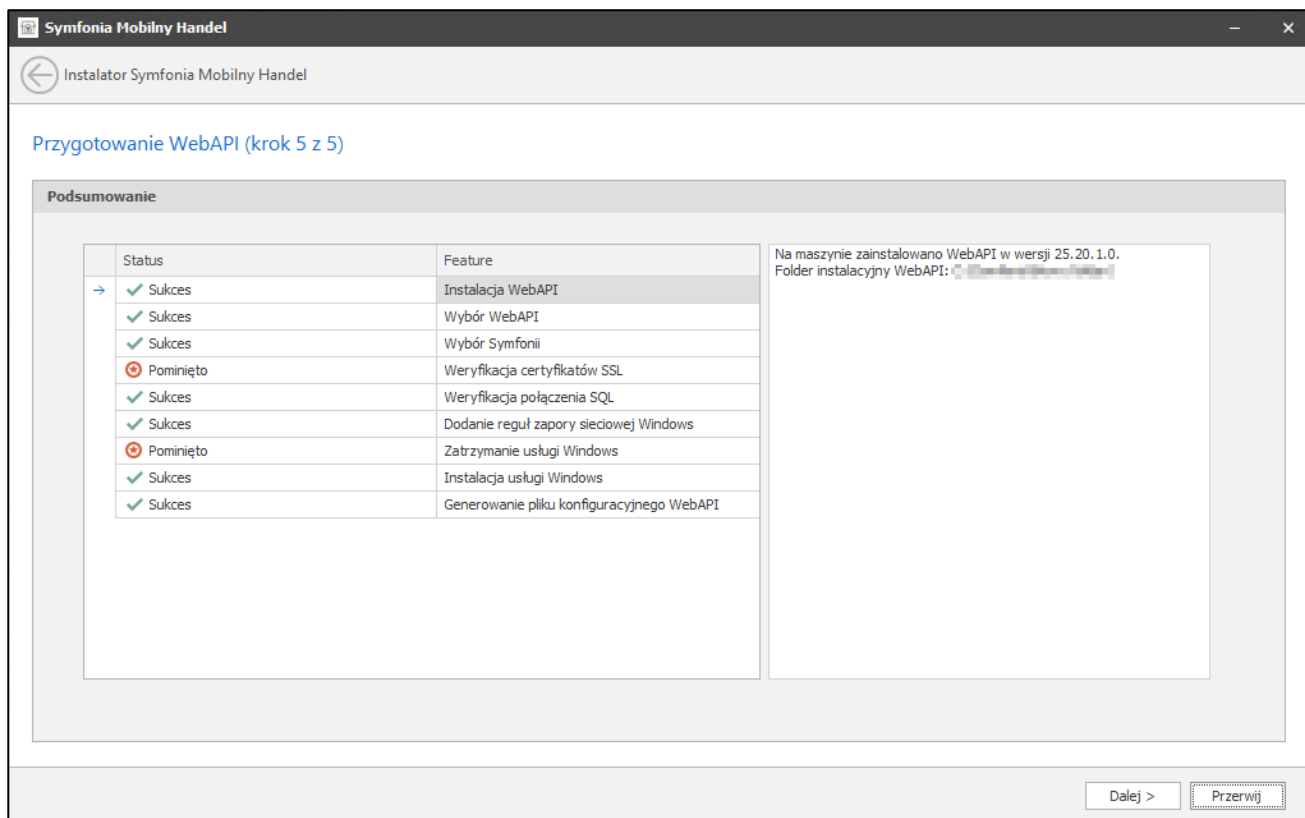 Symfonia Mobilny Handel
Instalator Symfonia Mobilny Handel
Przygotowanie WebAPI (krok 5 z 5)
Podsumowanie
Status Feature
Sukces Instalacja WebAPI
Sukces Wybór WebAPI
Sukces Wybór Symfonii
Pominięto Weryfikacja certyfikatów SSL
Sukces Weryfikacja połączenia SQL
Sukces Dodanie reguł zapory sieciowej Windows
Pominięto Zatrzymanie usługi Windows
Sukces Instalacja usługi Windows
Sukces Generowanie pliku konfiguracyjnego WebAPI
Na maszynie zainstalowano WebAPI w wersji 25.20.1.0.
Folder instalacyjny WebAPI:
Dalej > Przerwij